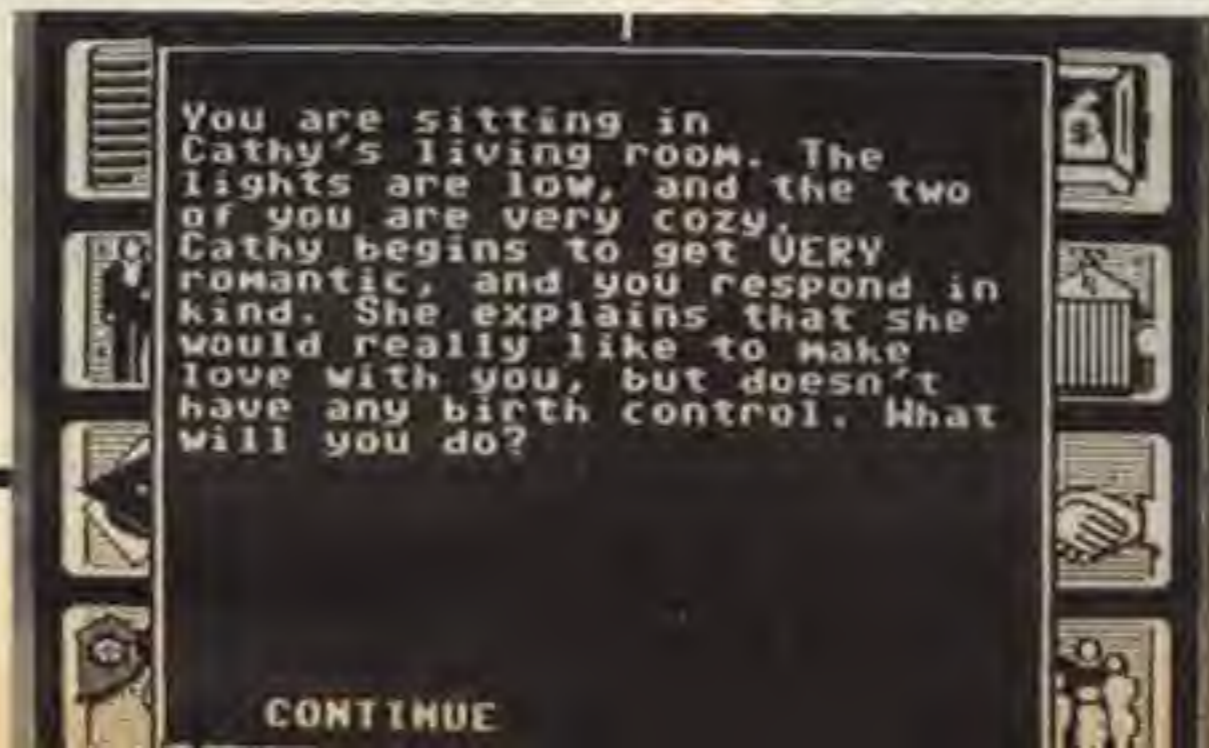 You are sitting in
Cathy's living room. The
lights are low, and the two
of you are very cozy.
Cathy begins to get VERY
romantic, and you respond in
kind. She explains that she
would really like to make
love with you, but doesn't
have any birth control. What
will you do?
$
CONTINUE